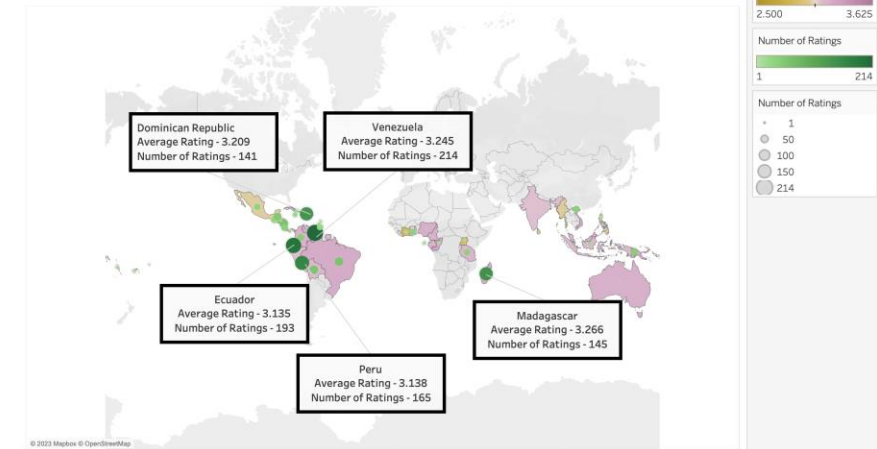 2.500 3.625
Number of Ratings
1 214
Number of Ratings
1
50
100
150
214
Dominican Republic
Average Rating - 3.209
Number of Ratings - 141
Venezuela
Average Rating - 3.245
Number of Ratings - 214
Ecuador
Average Rating - 3.135
Number of Ratings - 193
Madagascar
Average Rating - 3.266
Number of Ratings - 145
Peru
Average Rating - 3.138
Number of Ratings - 165
© 2023 Mapbox © OpenStreetMap